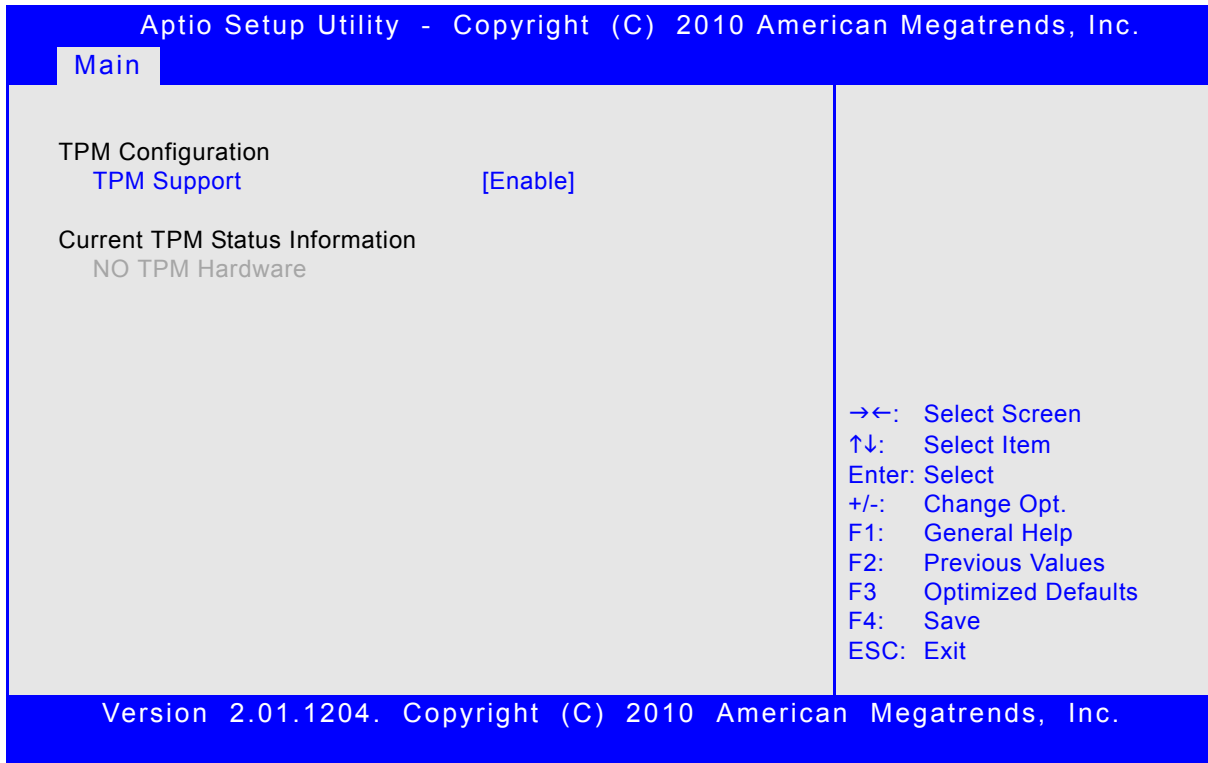 Aptio Setup Utility - Copyright (C) 2010 American Megatrends, Inc.
Main
TPM Configuration
TPM Support [Enable]
Current TPM Status Information
NO TPM Hardware
→←: Select Screen
↑↓: Select Item
Enter: Select
+/-: Change Opt.
F1: General Help
F2: Previous Values
F3 Optimized Defaults
F4: Save
ESC: Exit
Version 2.01.1204. Copyright (C) 2010 American Megatrends, Inc.